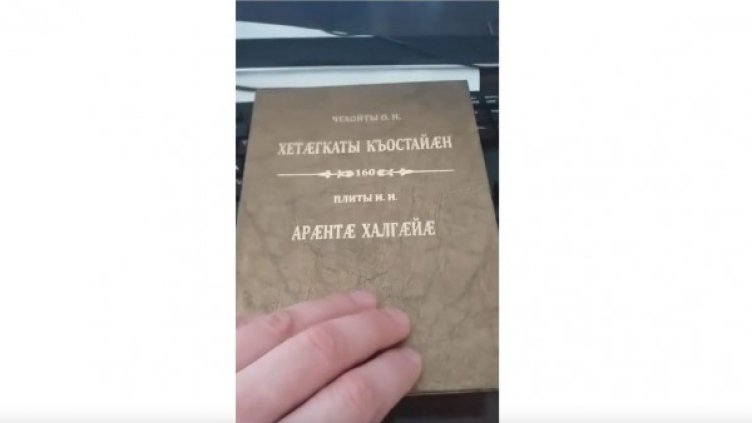 ЧЕХОЙТЫ О. Н.
ХЕТÆГКАТЫ КЪОСТАЙÆН
160
ПЛИТЫ И. И.
АРÆНТÆ ХАЛГÆЙÆ